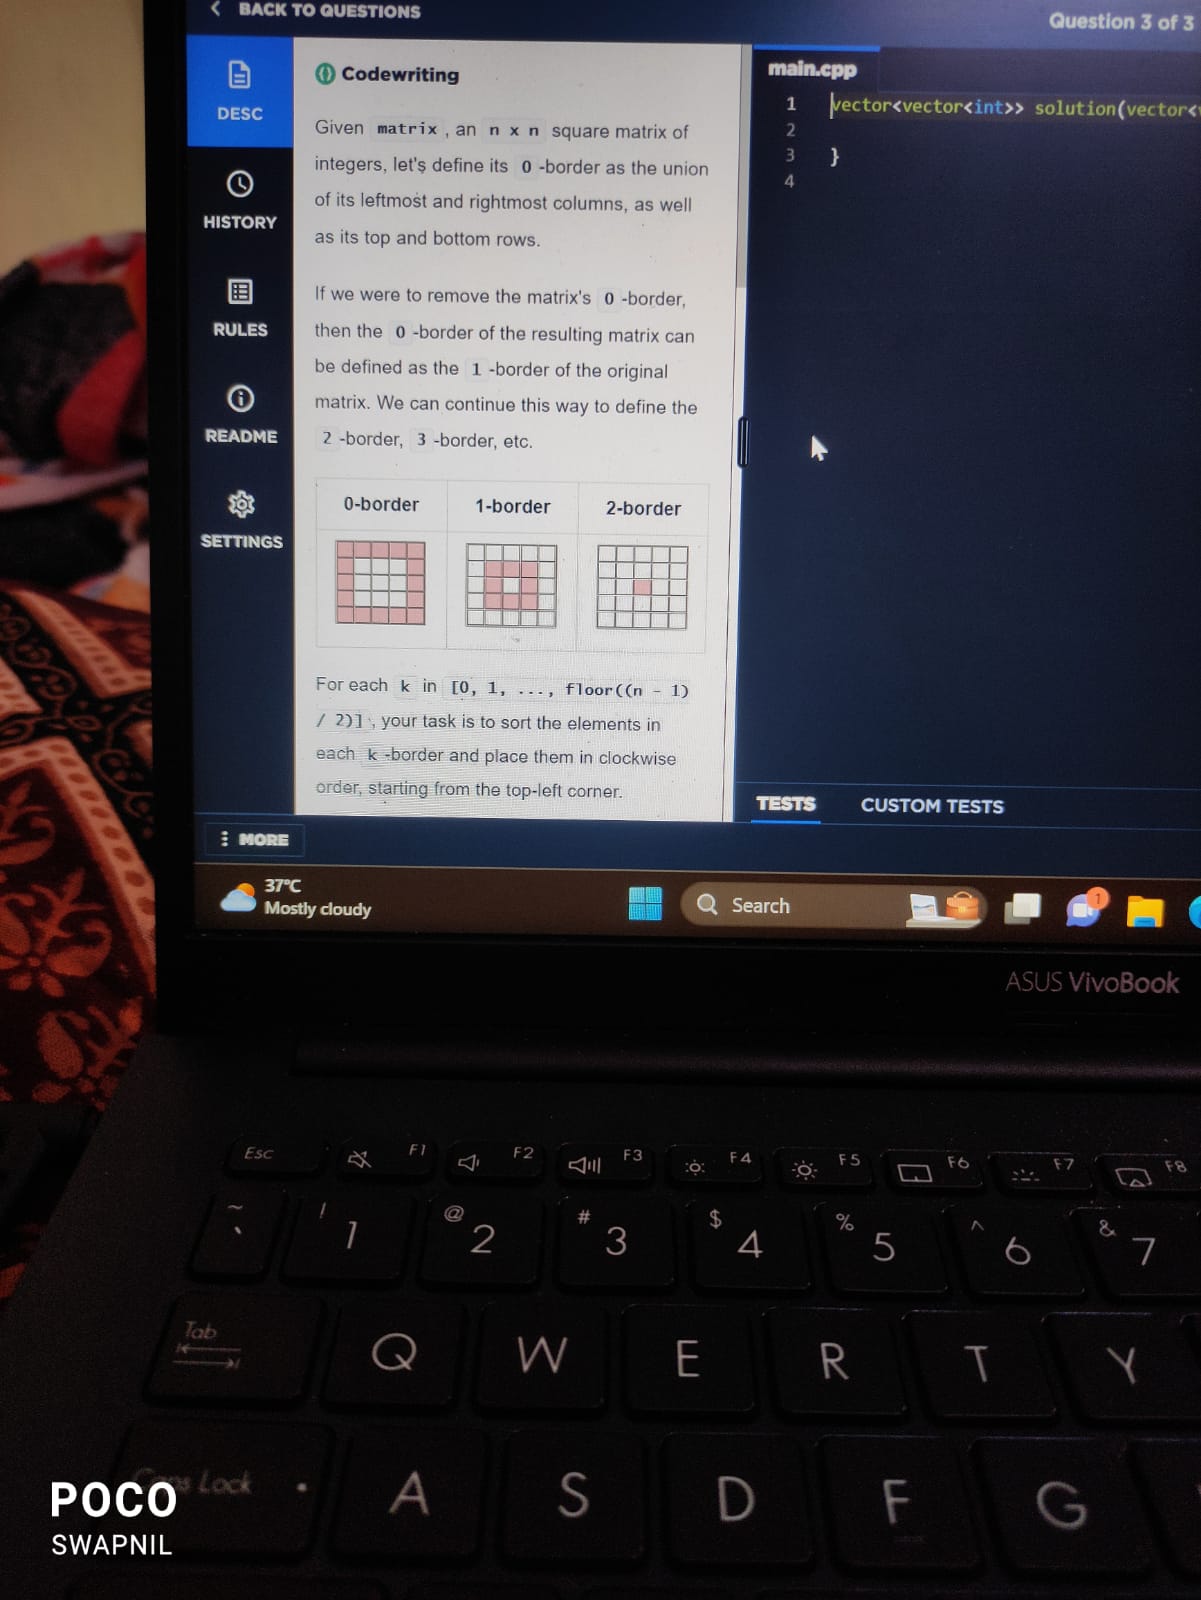 BACK TO QUESTIONS
Question 3 of 3
DESC
HISTORY
RULES
README
SETTINGS
MORE
Codewriting
Given matrix , an n x n square matrix of
integers, let's define its 0 -border as the union
of its leftmost and rightmost columns, as well
as its top and bottom rows.
If we were to remove the matrix's 0 -border,
then the 0 -border of the resulting matrix can
be defined as the 1 -border of the original
matrix. We can continue this way to define the
2 -border, 3 -border, etc.
0-border 1-border 2-border
For each k in [0, 1, ..., floor((n - 1)
/ 2)] , your task is to sort the elements in
each k -border and place them in clockwise
order, starting from the top-left corner.
main.cpp
1 vector<vector<int>> solution(vector<
2
3 }
4
TESTS CUSTOM TESTS
37°C
Mostly cloudy
Search
1
ASUS VivoBook
Esc F1 F2 F3 F4 F5 F6 F7 F8
~ ! @ # $ % ^ &
` 1 2 3 4 5 6 7
Tab Q W E R T Y
Caps Lock A S D F G
POCO
SWAPNIL